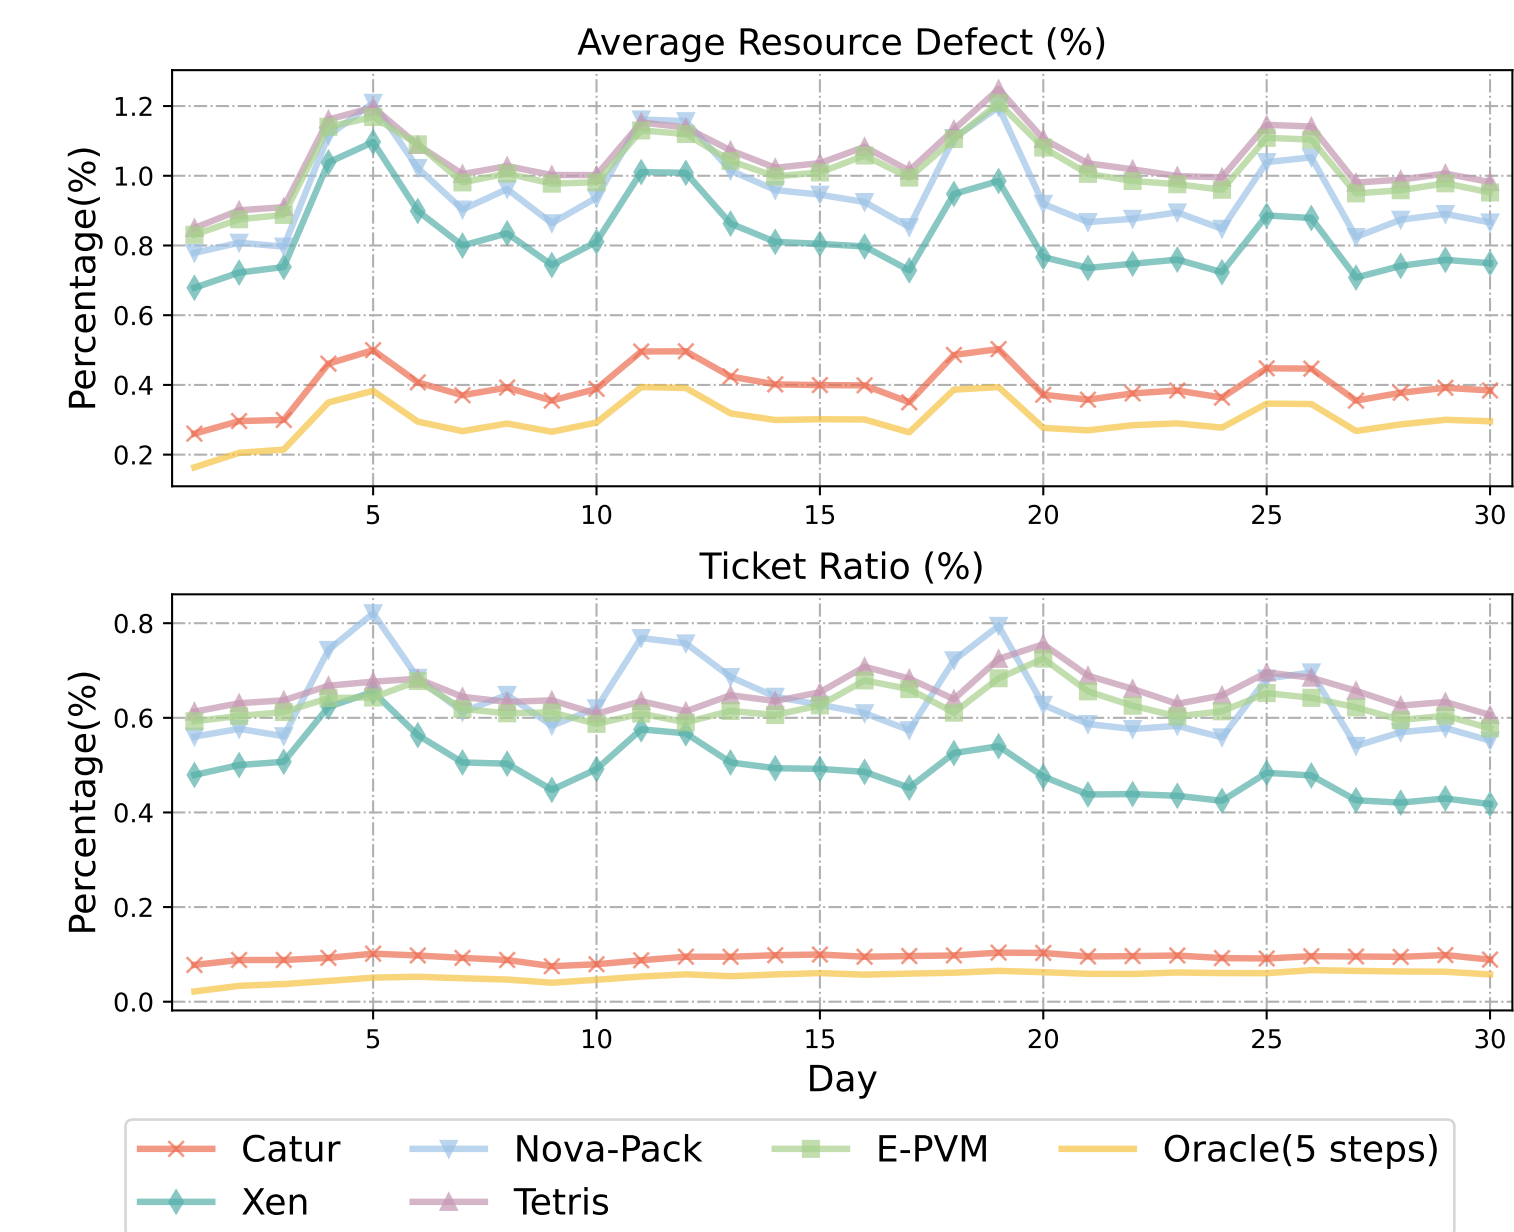 Average Resource Defect (%)
Percentage(%)
1.2
1.0
0.8
0.6
0.4
0.2
5 10 15 20 25 30
Ticket Ratio (%)
Percentage(%)
0.8
0.6
0.4
0.2
0.0
5 10 15 20 25 30
Day
Catur Nova-Pack E-PVM Oracle(5 steps)
Xen Tetris